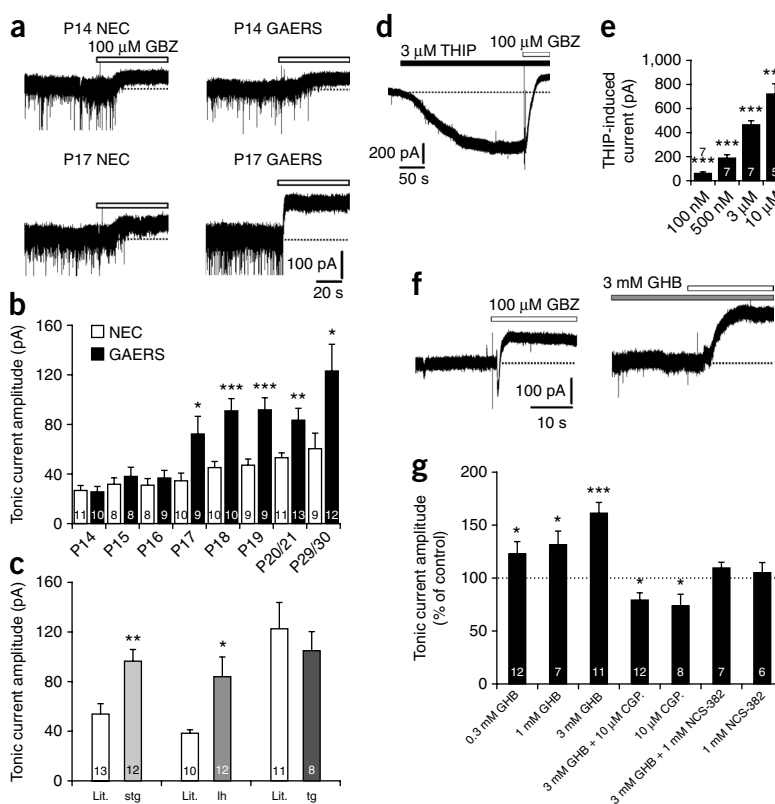 a
P14 NEC
P14 GAERS
100 μM GBZ
P17 NEC
P17 GAERS
100 pA
20 s
b
Tonic current amplitude (pA)
160
120
80
40
0
NEC
GAERS
* *** *** ** *
11 10 8 8 8 9 10 9 10 10 9 9 11 13 9 12
P14 P15 P16 P17 P18 P19 P20/21 P29/30
c
Tonic current amplitude (pA)
160
120
80
40
0
** *
13 12 10 12 11 8
Lit. stg Lit. lh Lit. tg
d
3 μM THIP
100 μM GBZ
200 pA
50 s
e
THIP-induced
current (pA)
1,000
800
600
400
200
0
7
*** *** *** **
7 7 5
100 nM 500 nM 3 μM 10 μM
f
100 μM GBZ
3 mM GHB
100 pA
10 s
g
Tonic current amplitude
(% of control)
200
150
100
50
0
* * *** * *
12 7 11 12 8 7 6
0.3 mM GHB
1 mM GHB
3 mM GHB
3 mM GHB + 10 μM CGP.
10 μM CGP.
3 mM GHB + 1 mM NCS-382
1 mM NCS-382